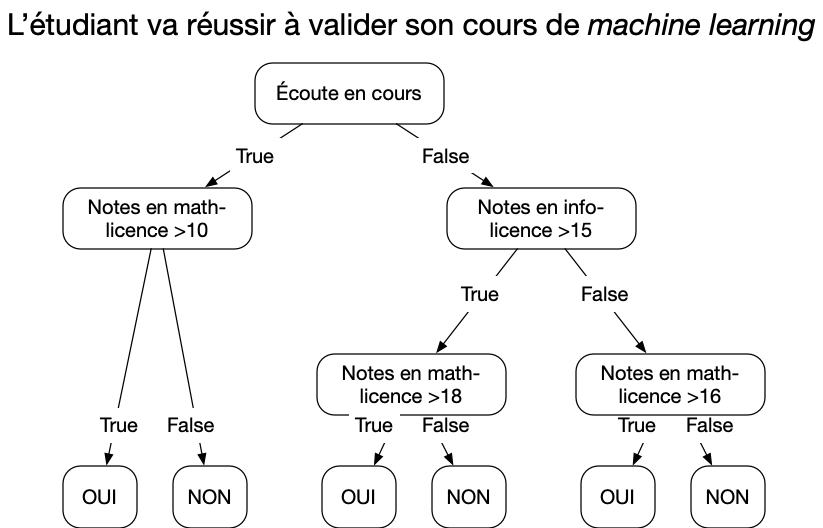 L’étudiant va réussir à valider son cours de machine learning
Écoute en cours
True
False
Notes en math-
licence >10
Notes en info-
licence >15
True
False
Notes en math-
licence >18
Notes en math-
licence >16
True
False
True
False
True
False
OUI
NON
OUI
NON
OUI
NON